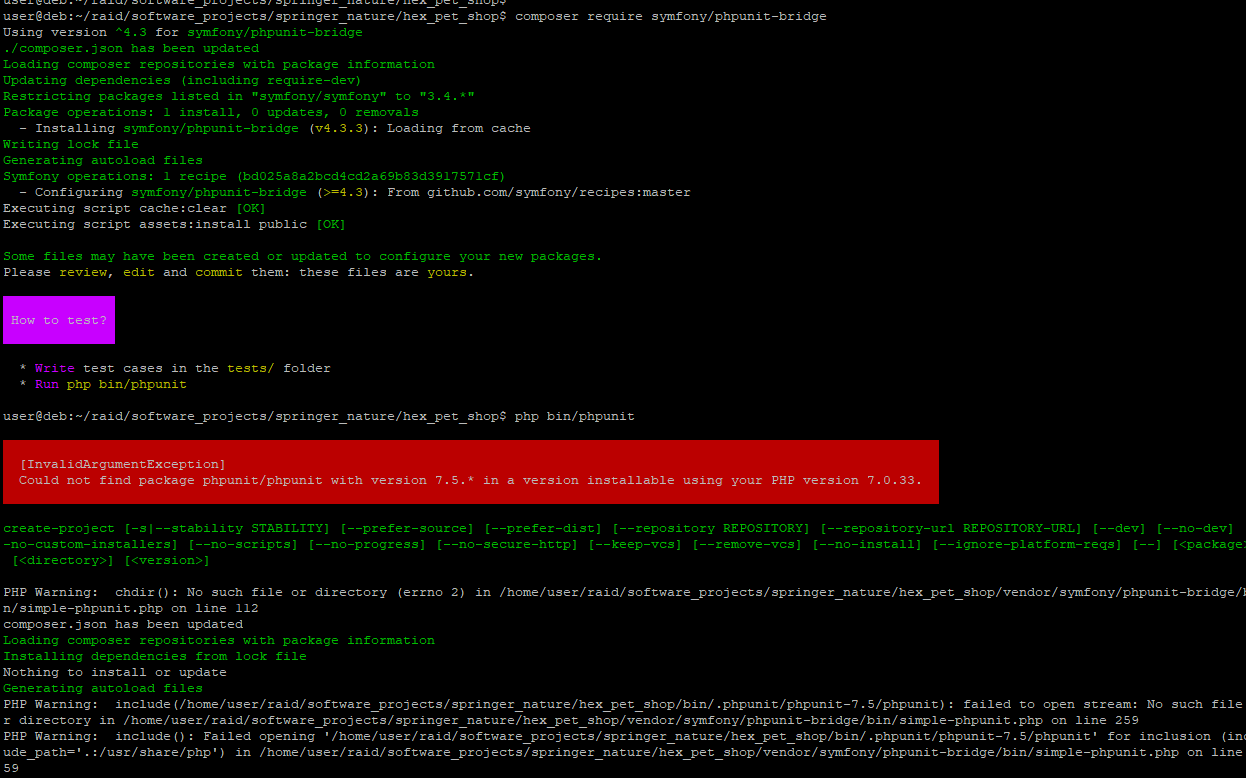 user@deb:~/raid/software_projects/springer_nature/hex_pet_shop$
user@deb:~/raid/software_projects/springer_nature/hex_pet_shop$ composer require symfony/phpunit-bridge
Using version ^4.3 for symfony/phpunit-bridge
./composer.json has been updated
Loading composer repositories with package information
Updating dependencies (including require-dev)
Restricting packages listed in "symfony/symfony" to "3.4.*"
Package operations: 1 install, 0 updates, 0 removals
  - Installing symfony/phpunit-bridge (v4.3.3): Loading from cache
Writing lock file
Generating autoload files
Symfony operations: 1 recipe (bd025a8a2bcd4cd2a69b83d3917571cf)
  - Configuring symfony/phpunit-bridge (>=4.3): From github.com/symfony/recipes:master
Executing script cache:clear [OK]
Executing script assets:install public [OK]
Some files may have been created or updated to configure your new packages.
Please review, edit and commit them: these files are yours.
How to test?
  * Write test cases in the tests/ folder
  * Run php bin/phpunit
user@deb:~/raid/software_projects/springer_nature/hex_pet_shop$ php bin/phpunit
[InvalidArgumentException]
Could not find package phpunit/phpunit with version 7.5.* in a version installable using your PHP version 7.0.33.
create-project [-s|--stability STABILITY] [--prefer-source] [--prefer-dist] [--repository REPOSITORY] [--repository-url REPOSITORY-URL] [--dev] [--no-dev]
-no-custom-installers] [--no-scripts] [--no-progress] [--no-secure-http] [--keep-vcs] [--remove-vcs] [--no-install] [--ignore-platform-reqs] [--] [<package
 [<directory>] [<version>]
PHP Warning:  chdir(): No such file or directory (errno 2) in /home/user/raid/software_projects/springer_nature/hex_pet_shop/vendor/symfony/phpunit-bridge/b
n/simple-phpunit.php on line 112
composer.json has been updated
Loading composer repositories with package information
Installing dependencies from lock file
Nothing to install or update
Generating autoload files
PHP Warning:  include(/home/user/raid/software_projects/springer_nature/hex_pet_shop/bin/.phpunit/phpunit-7.5/phpunit): failed to open stream: No such file
r directory in /home/user/raid/software_projects/springer_nature/hex_pet_shop/vendor/symfony/phpunit-bridge/bin/simple-phpunit.php on line 259
PHP Warning:  include(): Failed opening '/home/user/raid/software_projects/springer_nature/hex_pet_shop/bin/.phpunit/phpunit-7.5/phpunit' for inclusion (inc
ude_path='.:/usr/share/php') in /home/user/raid/software_projects/springer_nature/hex_pet_shop/vendor/symfony/phpunit-bridge/bin/simple-phpunit.php on line
59